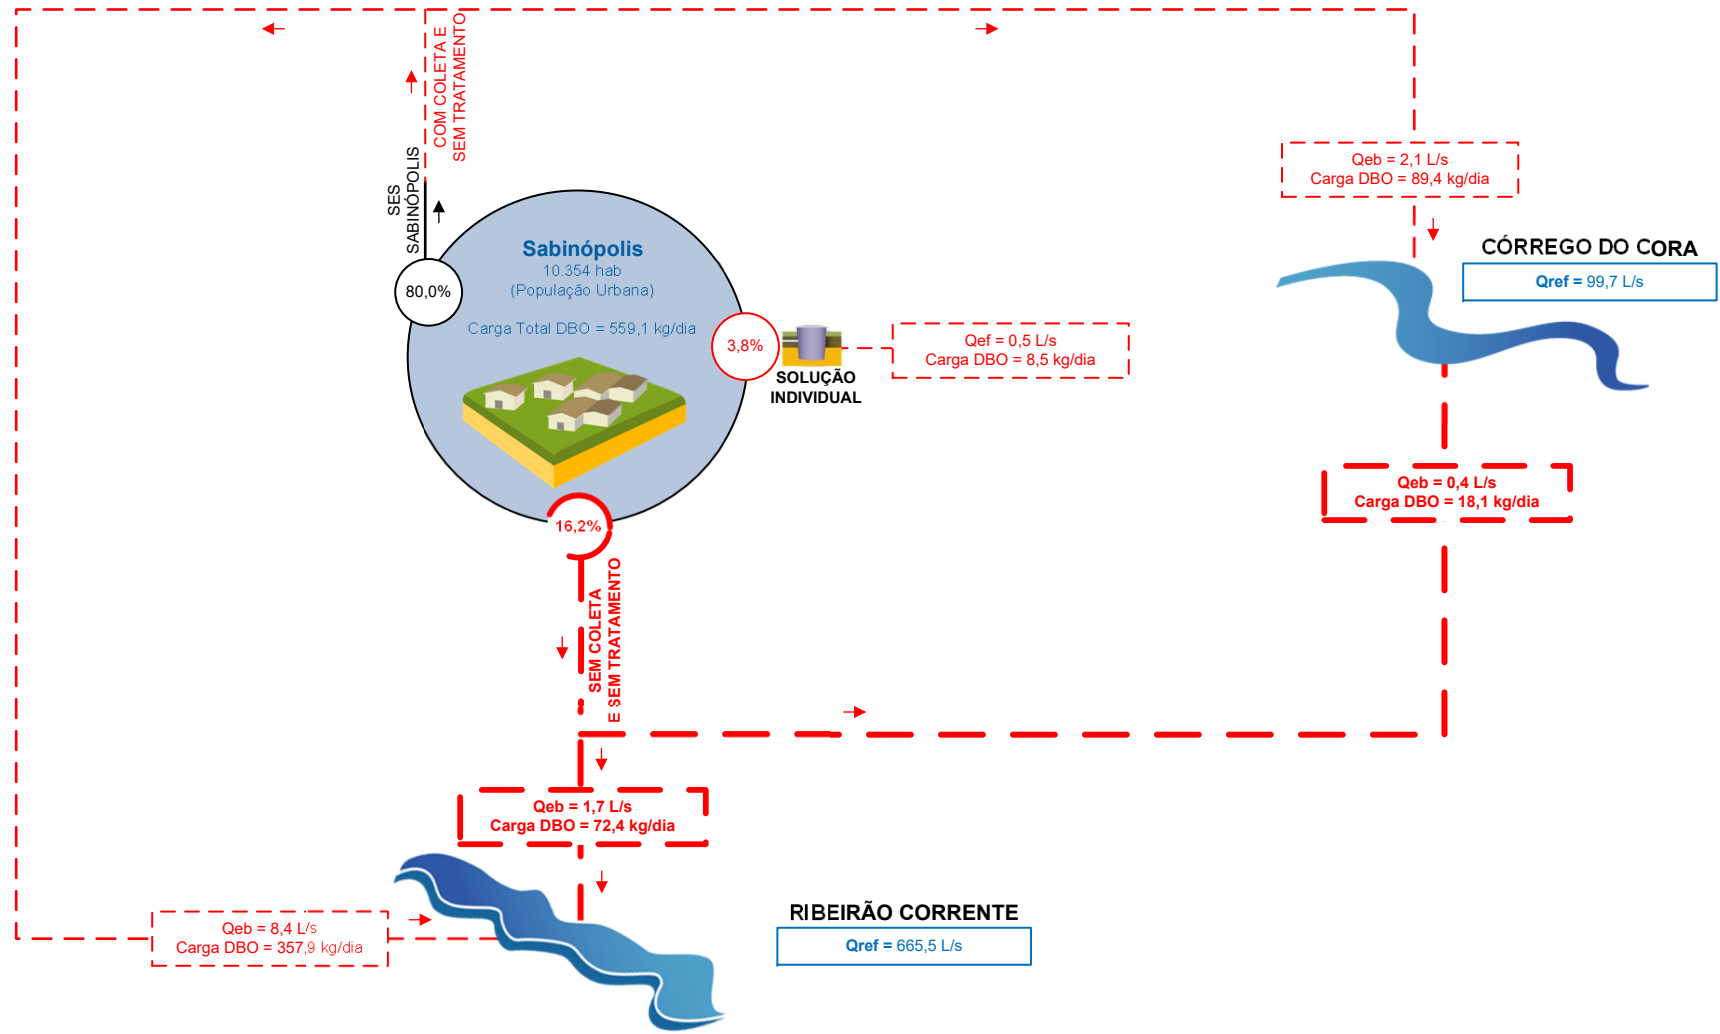 COM COLETA E
SEM TRATAMENTO
SES
SABINÓPOLIS
80,0%
Sabinópolis
10.354 hab
(População Urbana)
Carga Total DBO = 559,1 kg/dia
3,8%
SOLUÇÃO
INDIVIDUAL
Qef = 0,5 L/s
Carga DBO = 8,5 kg/dia
Qeb = 2,1 L/s
Carga DBO = 89,4 kg/dia
CÓRREGO DO CORA
Qref = 99,7 L/s
Qeb = 0,4 L/s
Carga DBO = 18,1 kg/dia
16,2%
SEM COLETA
E SEM TRATAMENTO
Qeb = 1,7 L/s
Carga DBO = 72,4 kg/dia
Qeb = 8,4 L/s
Carga DBO = 357,9 kg/dia
RIBEIRÃO CORRENTE
Qref = 665,5 L/s